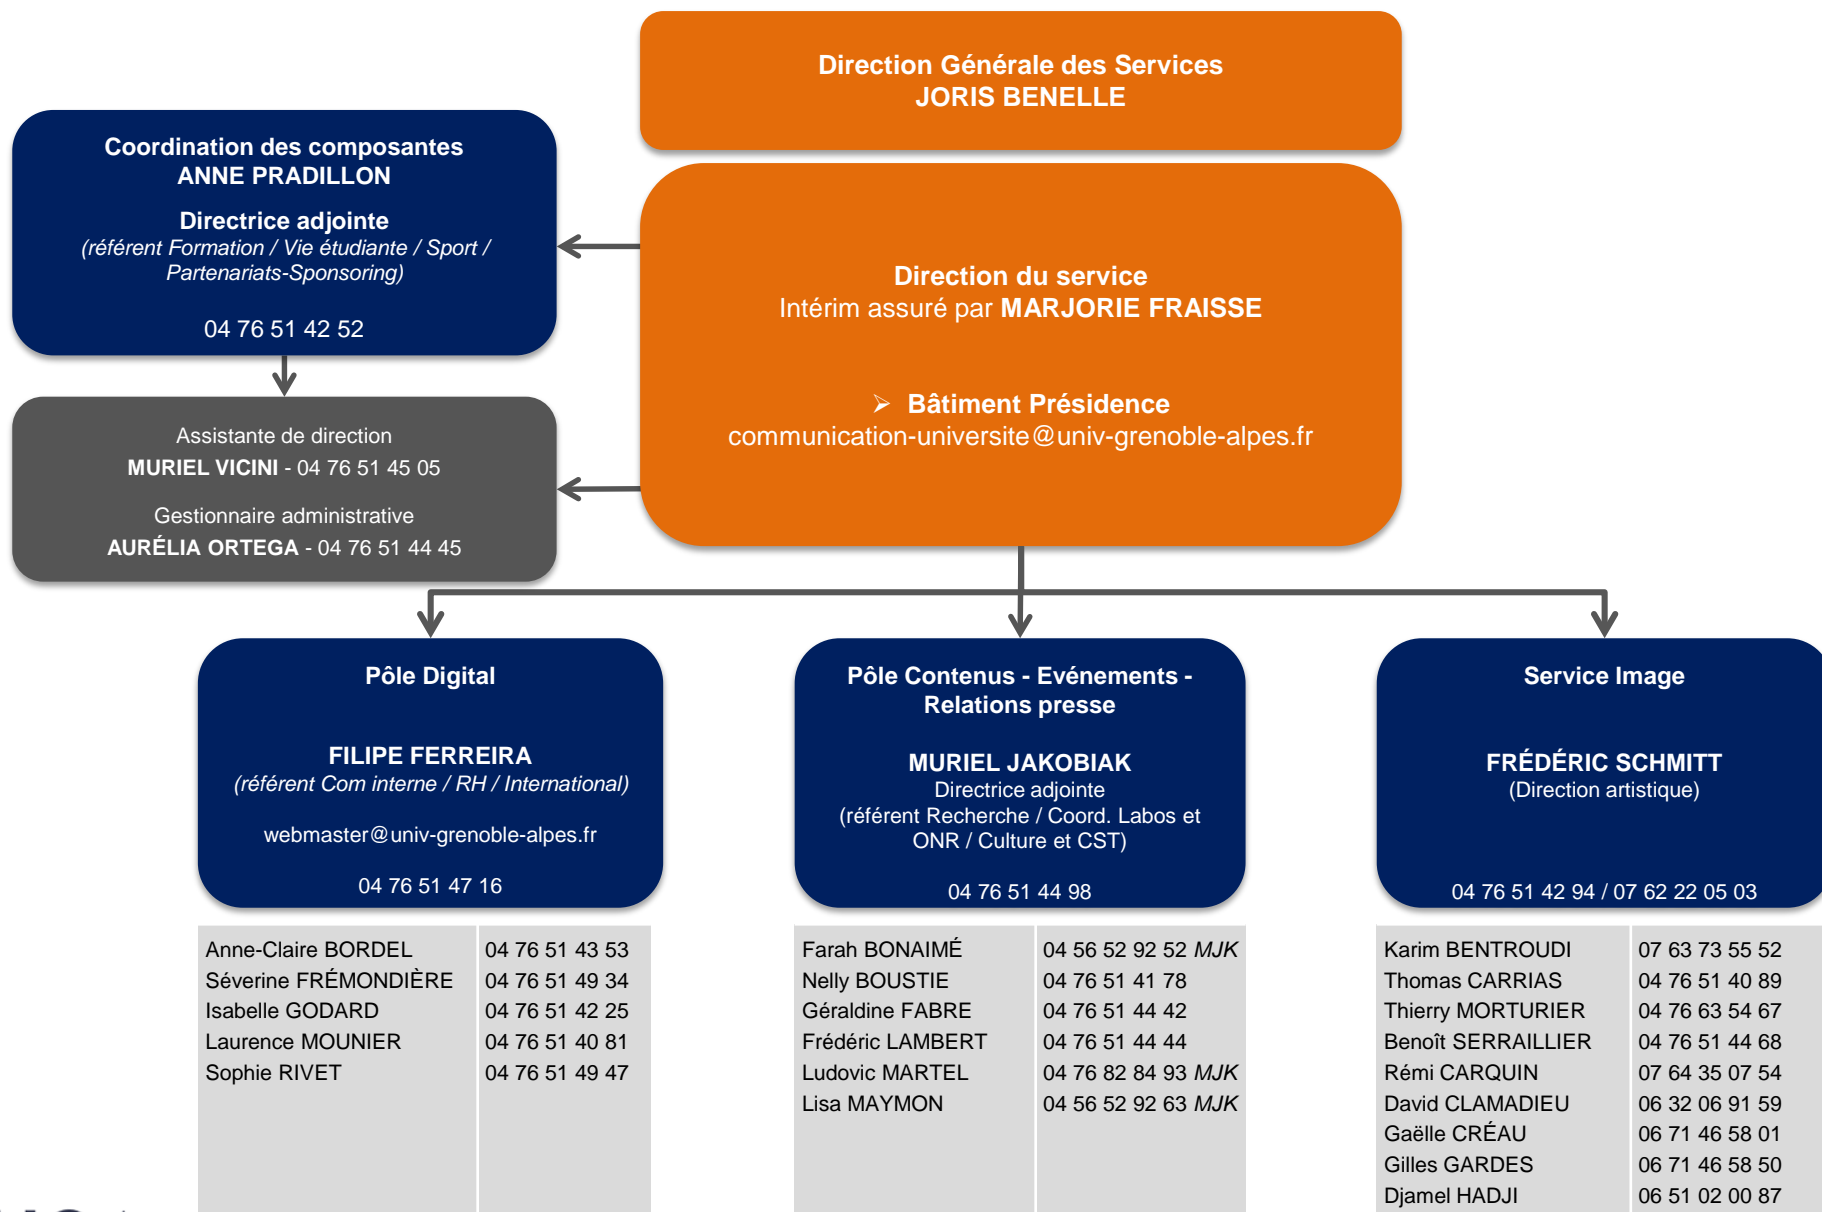 Direction Générale des Services
JORIS BENELLE
Coordination des composantes
ANNE PRADILLON
Directrice adjointe
(référent Formation / Vie étudiante / Sport /
Partenariats-Sponsoring)
04 76 51 42 52
Direction du service
Intérim assuré par MARJORIE FRAISSE
➢ Bâtiment Présidence
communication-universite@univ-grenoble-alpes.fr
Assistante de direction
MURIEL VICINI - 04 76 51 45 05
Gestionnaire administrative
AURÉLIA ORTEGA - 04 76 51 44 45
Pôle Digital
FILIPE FERREIRA
(référent Com interne / RH / International)
webmaster@univ-grenoble-alpes.fr
04 76 51 47 16
Anne-Claire BORDEL 04 76 51 43 53
Séverine FRÉMONDIÈRE 04 76 51 49 34
Isabelle GODARD 04 76 51 42 25
Laurence MOUNIER 04 76 51 40 81
Sophie RIVET 04 76 51 49 47
Pôle Contenus - Evénements -
Relations presse
MURIEL JAKOBIAK
Directrice adjointe
(référent Recherche / Coord. Labos et
ONR / Culture et CST)
04 76 51 44 98
Farah BONAIMÉ 04 56 52 92 52 MJK
Nelly BOUSTIE 04 76 51 41 78
Géraldine FABRE 04 76 51 44 42
Frédéric LAMBERT 04 76 51 44 44
Ludovic MARTEL 04 76 82 84 93 MJK
Lisa MAYMON 04 56 52 92 63 MJK
Service Image
FRÉDÉRIC SCHMITT
(Direction artistique)
04 76 51 42 94 / 07 62 22 05 03
Karim BENTROUDI 07 63 73 55 52
Thomas CARRIAS 04 76 51 40 89
Thierry MORTURIER 04 76 63 54 67
Benoît SERRAILLIER 04 76 51 44 68
Rémi CARQUIN 07 64 35 07 54
David CLAMADIEU 06 32 06 91 59
Gaëlle CRÉAU 06 71 46 58 01
Gilles GARDES 06 71 46 58 50
Djamel HADJI 06 51 02 00 87